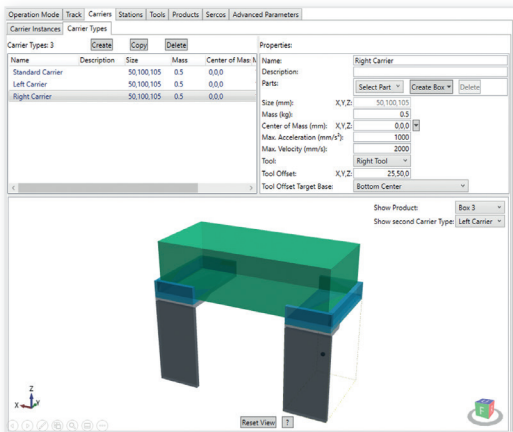 Operation Mode Track Carriers Stations Tools Products Sercos Advanced Parameters
Carrier Instances Carrier Types
Carrier Types: 3 Create Copy Delete
Name Description Size Mass Center of Mass M
Standard Carrier 50,100,105 0.5 0,0,0
Left Carrier 50,100,105 0.5 0,0,0
Right Carrier 50,100,105 0.5 0,0,0
Properties:
Name: Right Carrier
Description:
Parts: Select Part Create Box Delete
Size (mm): X,Y,Z: 50,100,105
Mass (kg): 0.5
Center of Mass (mm): X,Y,Z: 0,0,0
Max. Acceleration (mm/s²): 1000
Max. Velocity (mm/s): 2000
Tool: Right Tool
Tool Offset: X,Y,Z: 25,50,0
Tool Offset Target Base: Bottom Center
Show Product: Box 3
Show second Carrier Type: Left Carrier
Z
X Y
F
Reset View ?